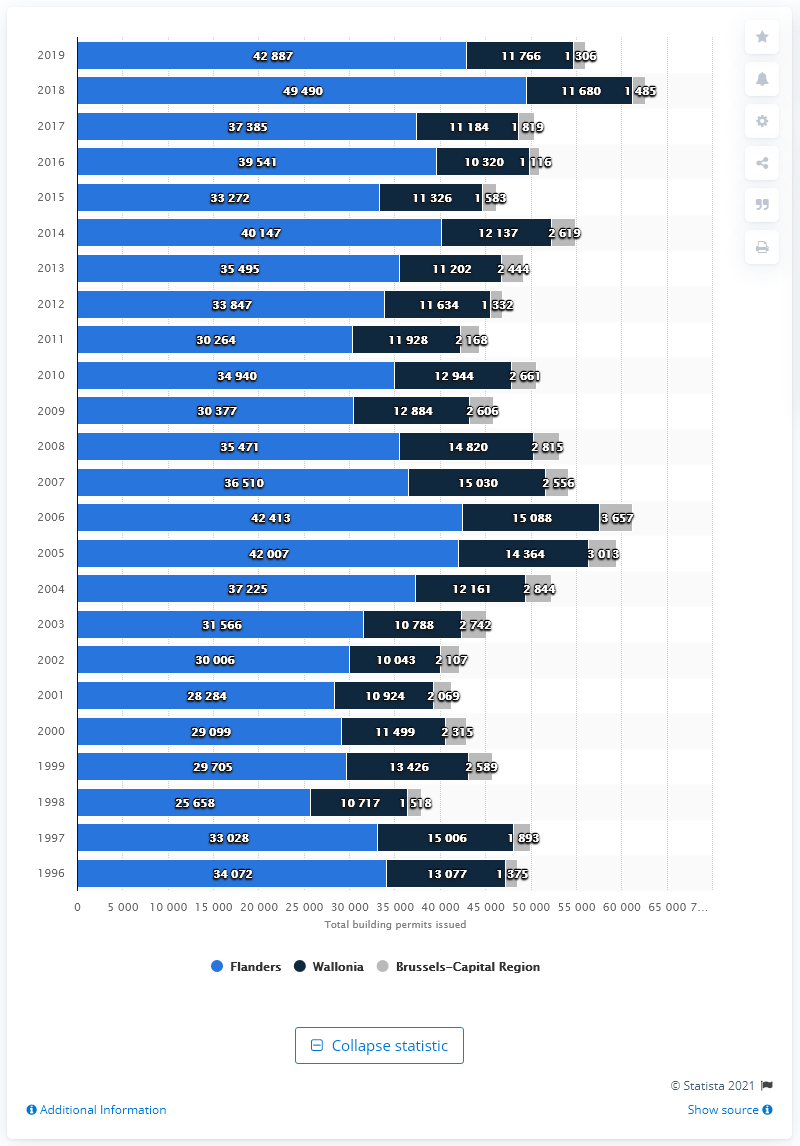 2019 42 887 11 766 1 306
2018 49 490 11 680 1 485
2017 37 385 11 184 1 819
2016 39 541 10 320 1 116
2015 33 272 11 326 1 583
2014 40 147 12 137 2 619
2013 35 495 11 202 2 444
2012 33 847 11 634 1 332
2011 30 264 11 928 2 168
2010 34 940 12 944 2 661
2009 30 377 12 884 2 606
2008 35 471 14 820 2 815
2007 36 510 15 030 2 556
2006 42 413 15 088 3 657
2005 42 007 14 364 3 013
2004 37 225 12 161 2 844
2003 31 566 10 788 2 742
2002 30 006 10 043 2 107
2001 28 284 10 924 2 069
2000 29 099 11 499 2 315
1999 29 705 13 426 2 589
1998 25 658 10 717 1 518
1997 33 028 15 006 1 893
1996 34 072 13 077 1 375
0 5 000 10 000 15 000 20 000 25 000 30 000 35 000 40 000 45 000 50 000 55 000 60 000 65 000 7...
Total building permits issued
Flanders Wallonia Brussels-Capital Region
Collapse statistic
© Statista 2021
Additional Information Show source